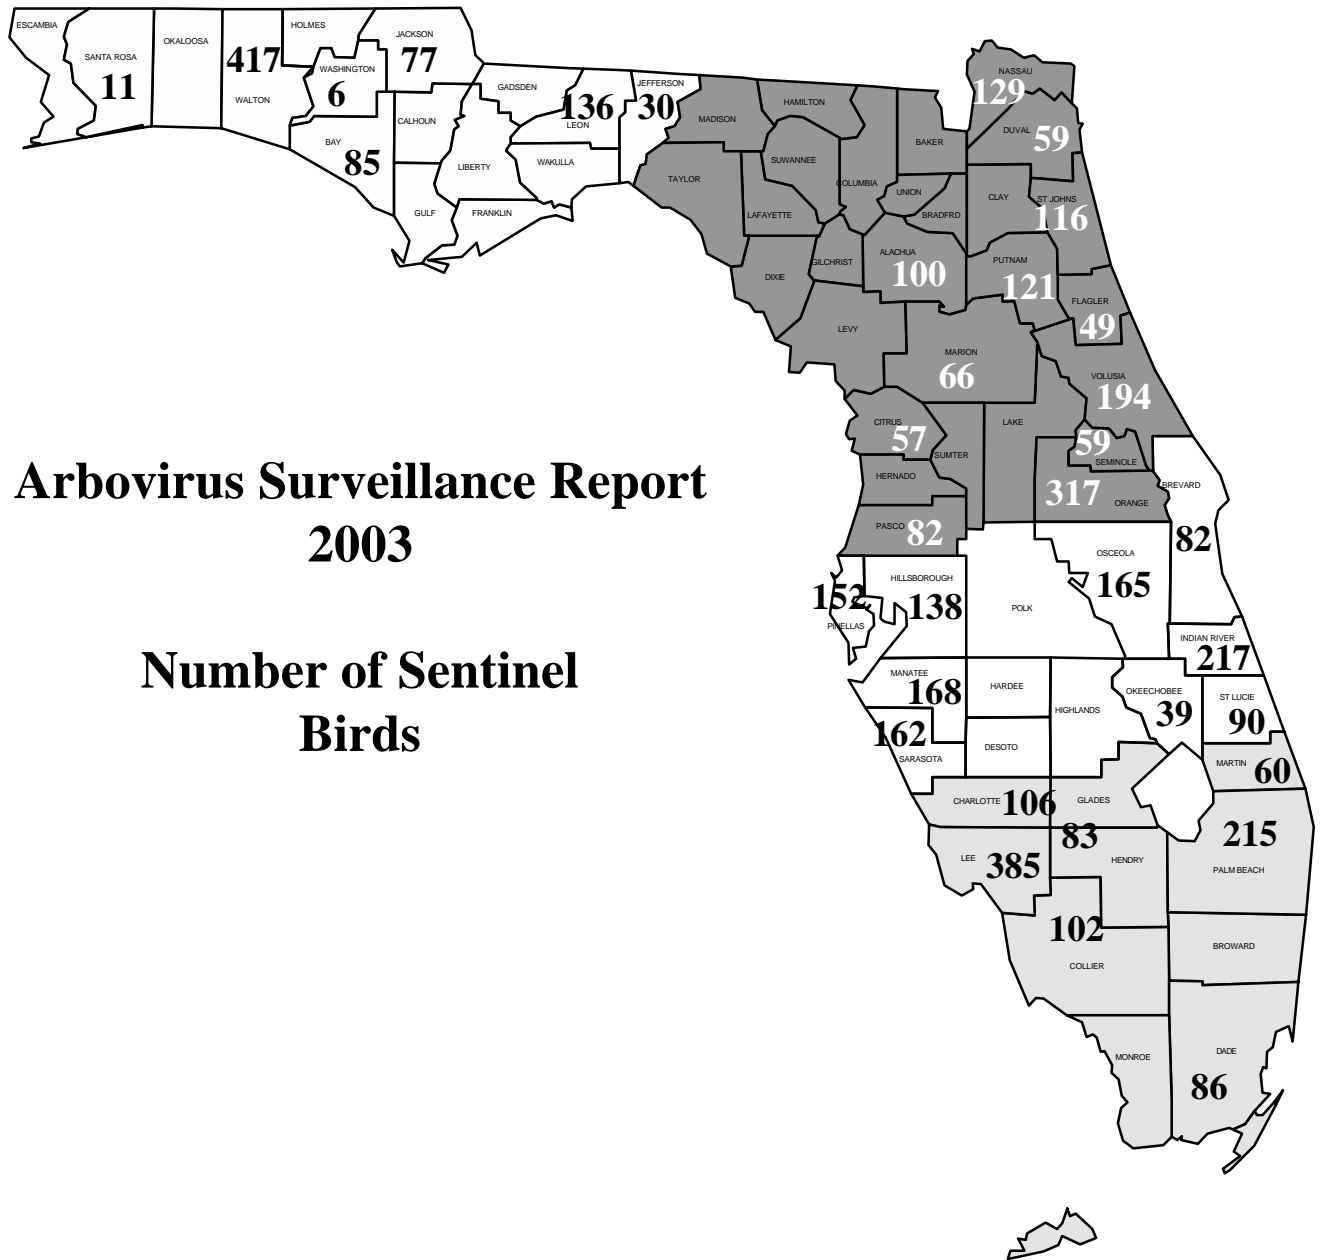 ESCAMBIA
SANTA ROSA
11
OKALOOSA
417
WALTON
HOLMES
WASHINGTON
6
JACKSON
77
BAY
85
CALHOUN
GULF
GADSDEN
LIBERTY
FRANKLIN
136
LEON
WAKULLA
JEFFERSON
30
MADISON
TAYLOR
HAMILTON
SUWANNEE
LAFAYETTE
DIXIE
COLUMBIA
GILCHRIST
BAKER
UNION
BRADFRD
ALACHUA
100
LEVY
NASSAU
129
DUVAL
59
CLAY
ST JOHNS
116
PUTNAM
121
FLAGLER
49
MARION
66
VOLUSIA
194
CITRUS
57
SUMTER
LAKE
59
SEMINOLE
HERNADO
317
ORANGE
PASCO
82
BREVARD
82
Arbovirus Surveillance Report
2003
Number of Sentinel
Birds
152
PINELLAS
HILLSBOROUGH
138
POLK
OSCEOLA
165
INDIAN RIVER
217
MANATEE
168
HARDEE
HIGHLANDS
OKEECHOBEE
39
ST LUCIE
90
162
SARASOTA
DESOTO
MARTIN
60
CHARLOTTE
106
GLADES
83
LEE
385
HENDRY
215
PALM BEACH
102
COLLIER
BROWARD
MONROE
DADE
86